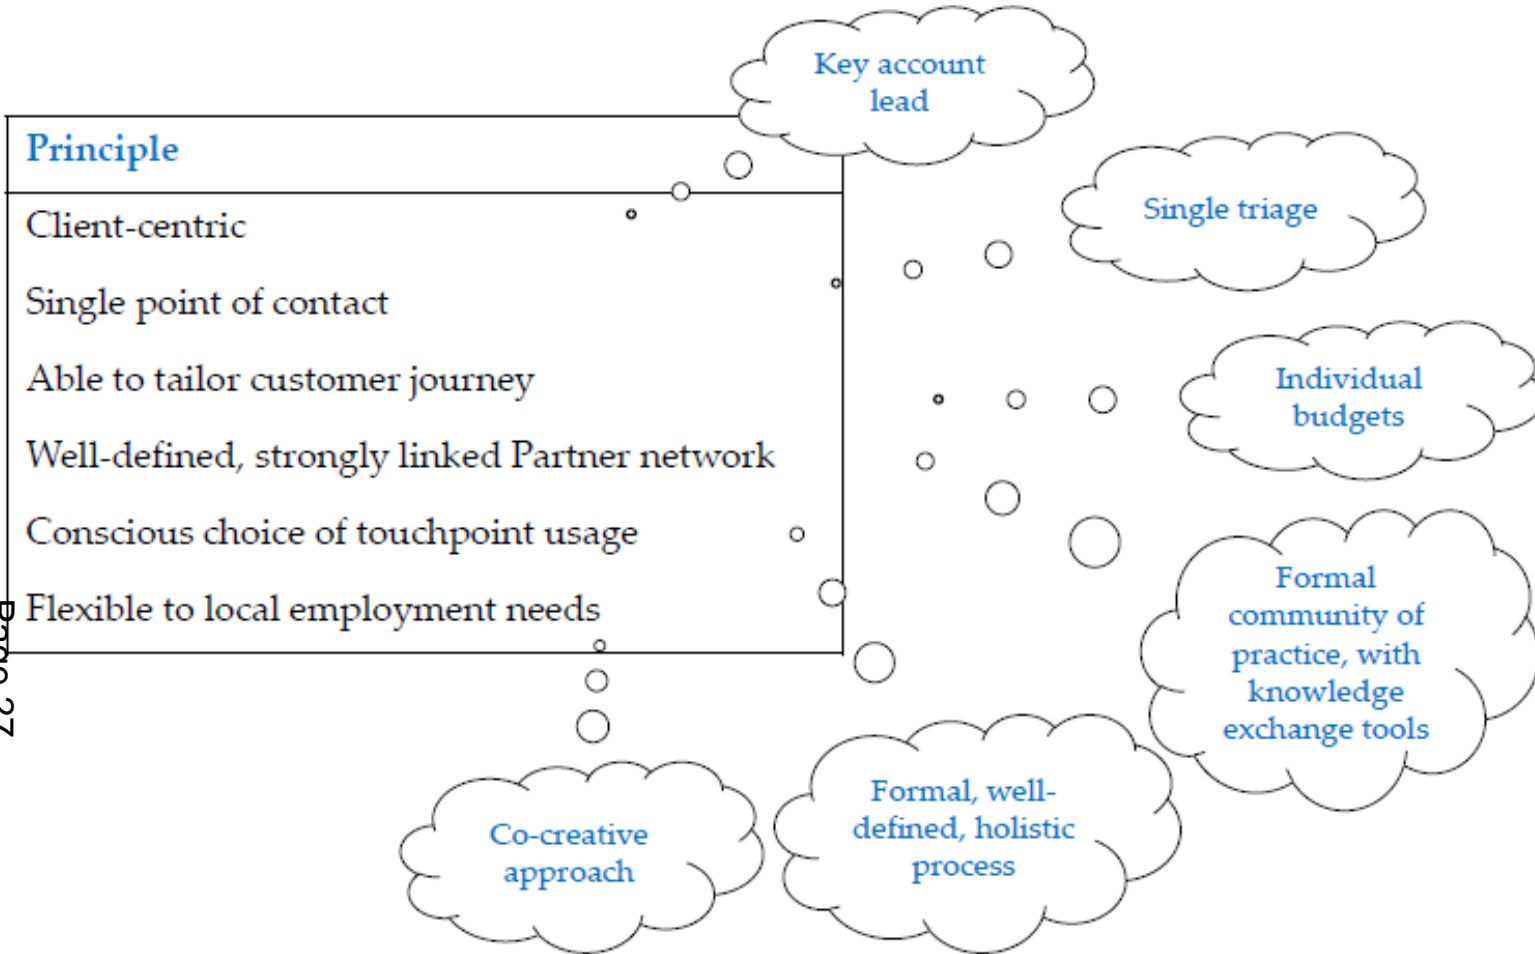 Key account
lead
Principle
Client-centric
Single point of contact
Able to tailor customer journey
Well-defined, strongly linked Partner network
Conscious choice of touchpoint usage
Flexible to local employment needs
Single triage
Individual
budgets
Formal
community of
practice, with
knowledge
exchange tools
Formal, well-
defined, holistic
process
Co-creative
approach
Page 27